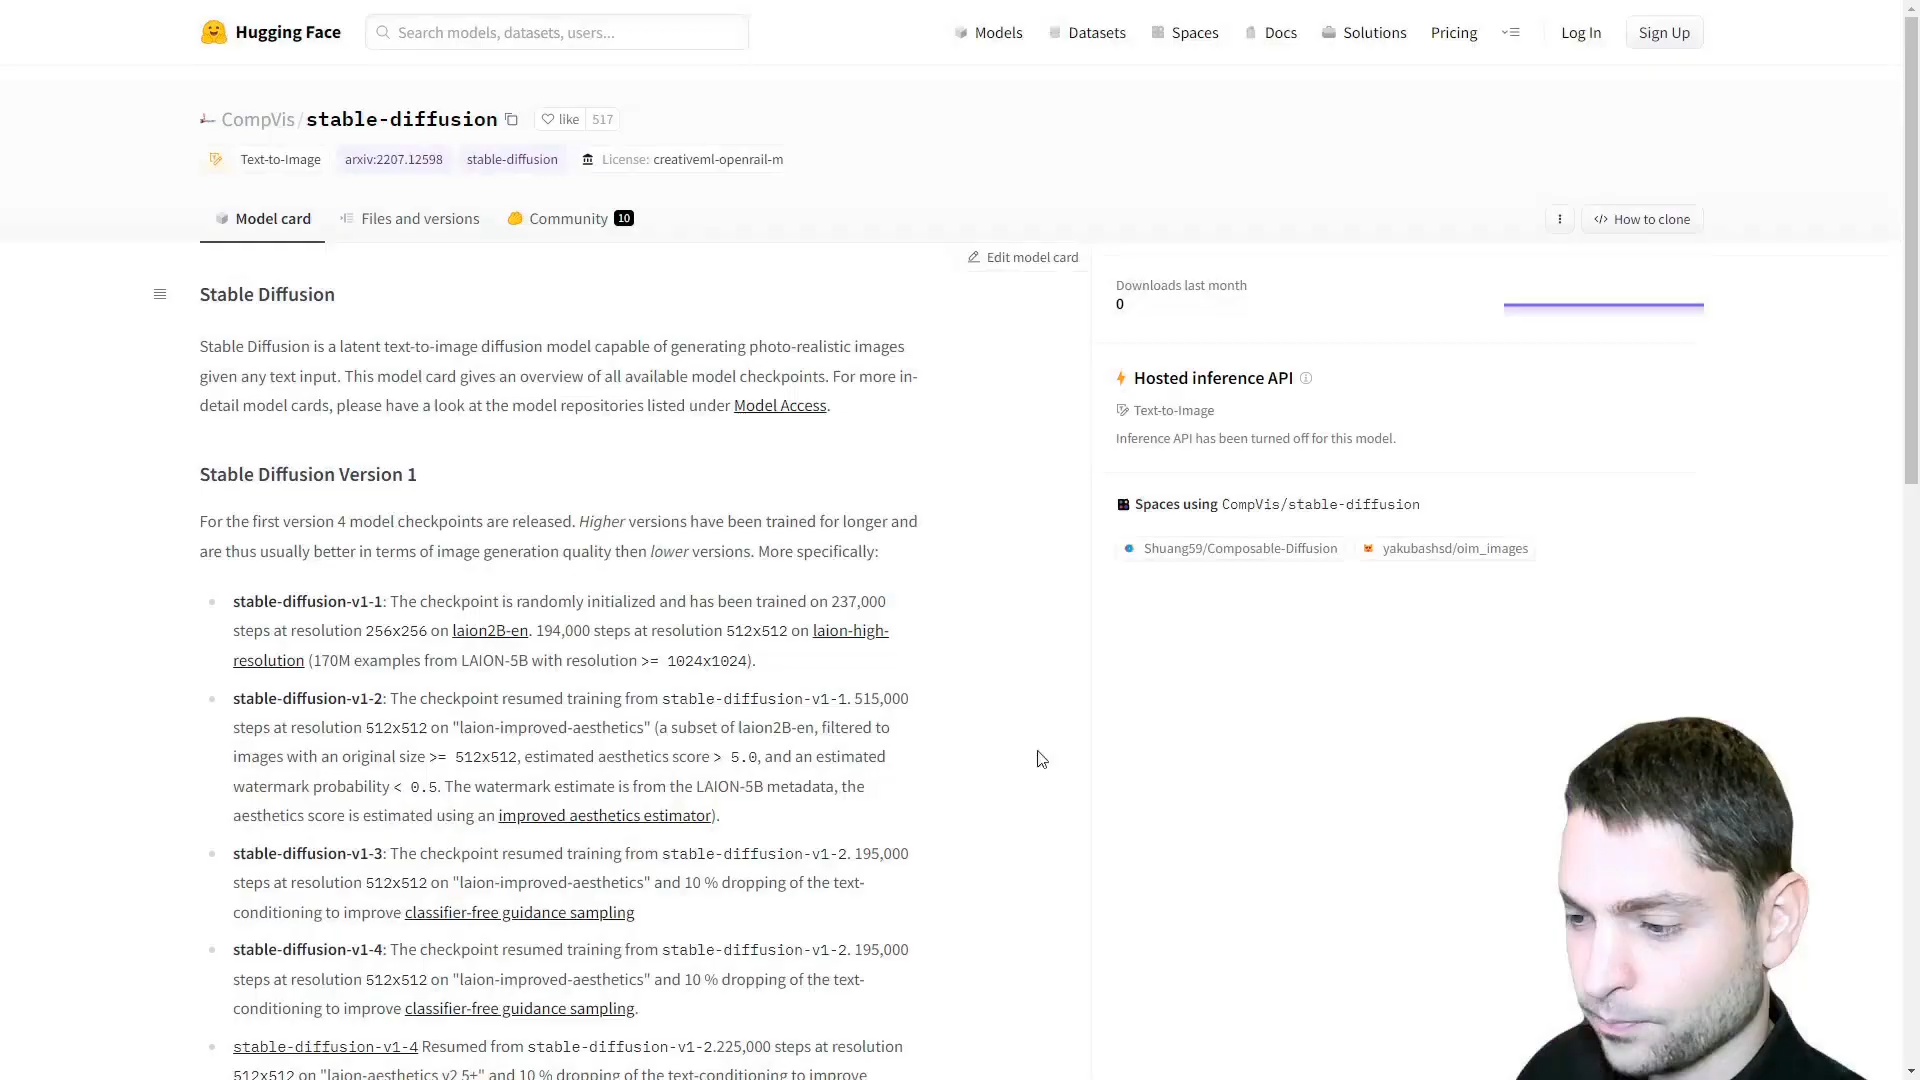 Hugging Face
Search models, datasets, users...
Models
Datasets
Spaces
Docs
Solutions
Pricing
Log In
Sign Up
CompVis/stable-diffusion
like 517
Text-to-Image
arxiv:2207.12598
stable-diffusion
License: creativeml-openrail-m
Model card
Files and versions
Community 10
How to clone
Edit model card
Stable Diffusion
Stable Diffusion is a latent text-to-image diffusion model capable of generating photo-realistic images
given any text input. This model card gives an overview of all available model checkpoints. For more in-
detail model cards, please have a look at the model repositories listed under Model Access.
Stable Diffusion Version 1
For the first version 4 model checkpoints are released. Higher versions have been trained for longer and
are thus usually better in terms of image generation quality then lower versions. More specifically:
stable-diffusion-v1-1: The checkpoint is randomly initialized and has been trained on 237,000
steps at resolution 256x256 on laion2B-en. 194,000 steps at resolution 512x512 on laion-high-
resolution (170M examples from LAION-5B with resolution >= 1024x1024).
stable-diffusion-v1-2: The checkpoint resumed training from stable-diffusion-v1-1. 515,000
steps at resolution 512x512 on "laion-improved-aesthetics" (a subset of laion2B-en, filtered to
images with an original size >= 512x512, estimated aesthetics score > 5.0, and an estimated
watermark probability < 0.5. The watermark estimate is from the LAION-5B metadata, the
aesthetics score is estimated using an improved aesthetics estimator).
stable-diffusion-v1-3: The checkpoint resumed training from stable-diffusion-v1-2. 195,000
steps at resolution 512x512 on "laion-improved-aesthetics" and 10 % dropping of the text-
conditioning to improve classifier-free guidance sampling
stable-diffusion-v1-4: The checkpoint resumed training from stable-diffusion-v1-2. 195,000
steps at resolution 512x512 on "laion-improved-aesthetics" and 10 % dropping of the text-
conditioning to improve classifier-free guidance sampling.
stable-diffusion-v1-4 Resumed from stable-diffusion-v1-2.225,000 steps at resolution
512x512 on "laion-aesthetics v2 5+" and 10 % dropping of the text-conditioning to improve
Downloads last month
0
Hosted inference API
Text-to-Image
Inference API has been turned off for this model.
Spaces using CompVis/stable-diffusion
Shuang59/Composable-Diffusion
yakubashsd/oim_images